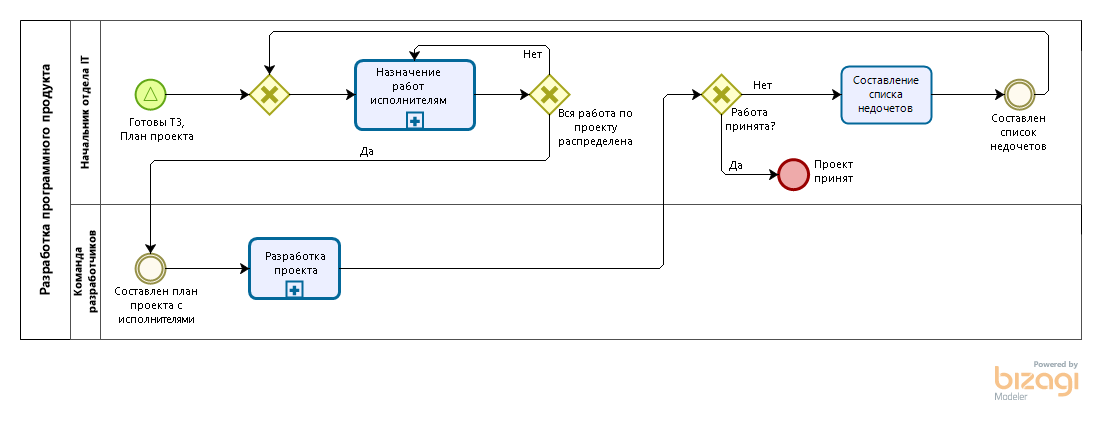 Разработка программного продукта
Начальник отдела IT
Готовы ТЗ,
План проекта
Назначение
работ
исполнителям
Нет
Вся работа по
проекту
распределена
Да
Работа
принята?
Нет
Да
Проект
принят
Составление
списка
недочетов
Составлен
список
недочетов
Команда
разработчиков
Составлен план
проекта с
исполнителями
Разработка
проекта
Powered by
bizagi
Modeler